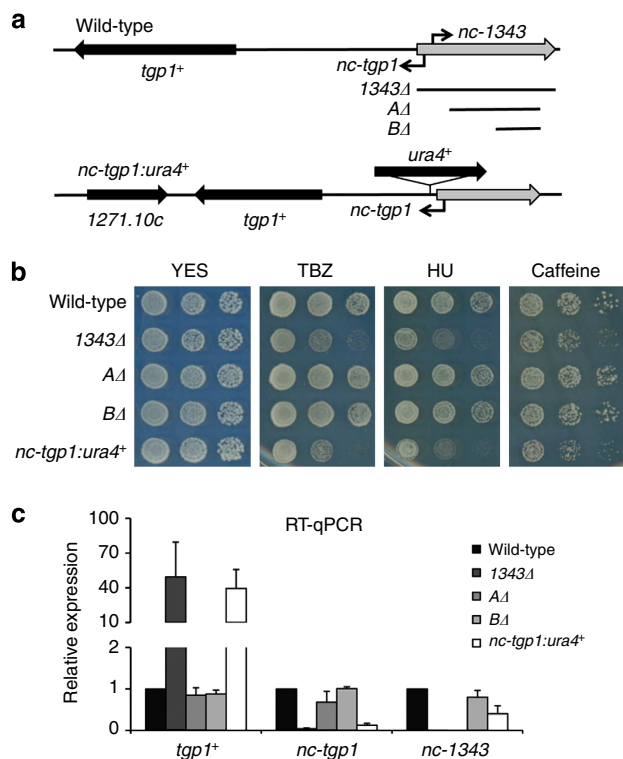 a
Wild-type
nc-1343
tgp1+
nc-tgp1
1343Δ
AΔ
BΔ
nc-tgp1:ura4+
ura4+
1271.10c
tgp1+
nc-tgp1
b
YES TBZ HU Caffeine
Wild-type
1343Δ
AΔ
BΔ
nc-tgp1:ura4+
c
RT-qPCR
Relative expression
100
70
40
10
2
1
0
Wild-type
1343Δ
AΔ
BΔ
nc-tgp1:ura4+
tgp1+ nc-tgp1 nc-1343